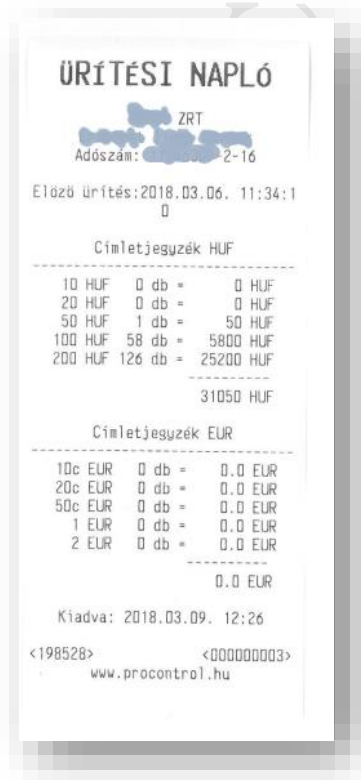 ÜRÍTÉSI NAPLÓ
ZRT
Adószám: -2-16
Előző ürítés:2018.03.06. 11:34:1
0
Címletjegyzék HUF
10 HUF 0 db = 0 HUF
20 HUF 0 db = 0 HUF
50 HUF 1 db = 50 HUF
100 HUF 58 db = 5800 HUF
200 HUF 126 db = 25200 HUF
31050 HUF
Címletjegyzék EUR
10c EUR 0 db = 0.0 EUR
20c EUR 0 db = 0.0 EUR
50c EUR 0 db = 0.0 EUR
1 EUR 0 db = 0.0 EUR
2 EUR 0 db = 0.0 EUR
0.0 EUR
Kiadva: 2018.03.09. 12:26
<198528> <000000003>
www.procontrol.hu